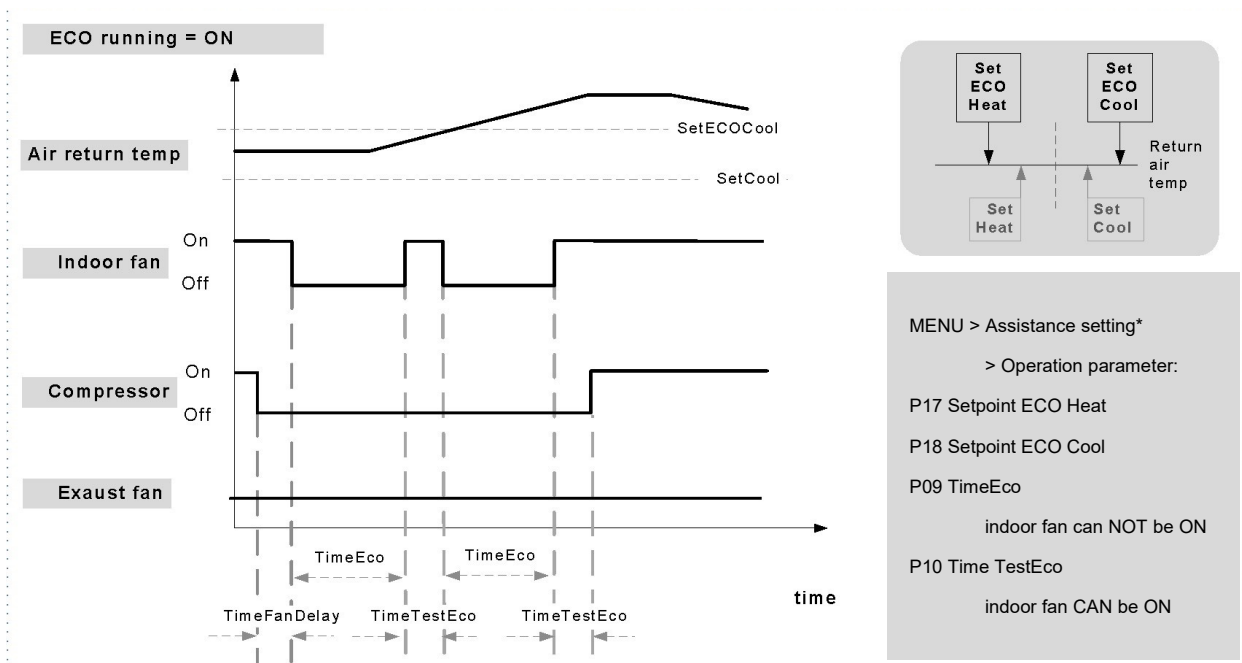 ECO running = ON
SetECOCool
Air return temp
SetCool
On
Indoor fan
Off
On
Compressor
Off
Exaust fan
TimeEco
TimeEco
time
TimeFanDelay
TimeTestEco
TimeTestEco
Set
ECO
Heat
Set
ECO
Cool
Return
air
temp
Set
Heat
Set
Cool
MENU > Assistance setting*
> Operation parameter:
P17 Setpoint ECO Heat
P18 Setpoint ECO Cool
P09 TimeEco
indoor fan can NOT be ON
P10 Time TestEco
indoor fan CAN be ON